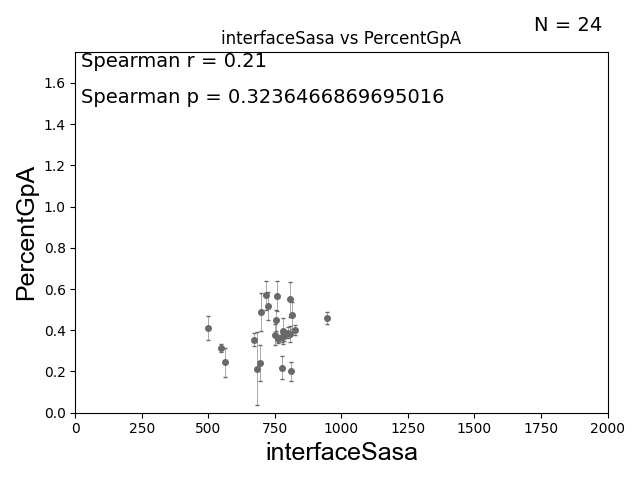 N = 24
interfaceSasa vs PercentGpA
Spearman r = 0.21
Spearman p = 0.3236466869695016
1.6
1.4
1.2
1.0
0.8
0.6
0.4
0.2
0.0
PercentGpA
0 250 500 750 1000 1250 1500 1750 2000
interfaceSasa